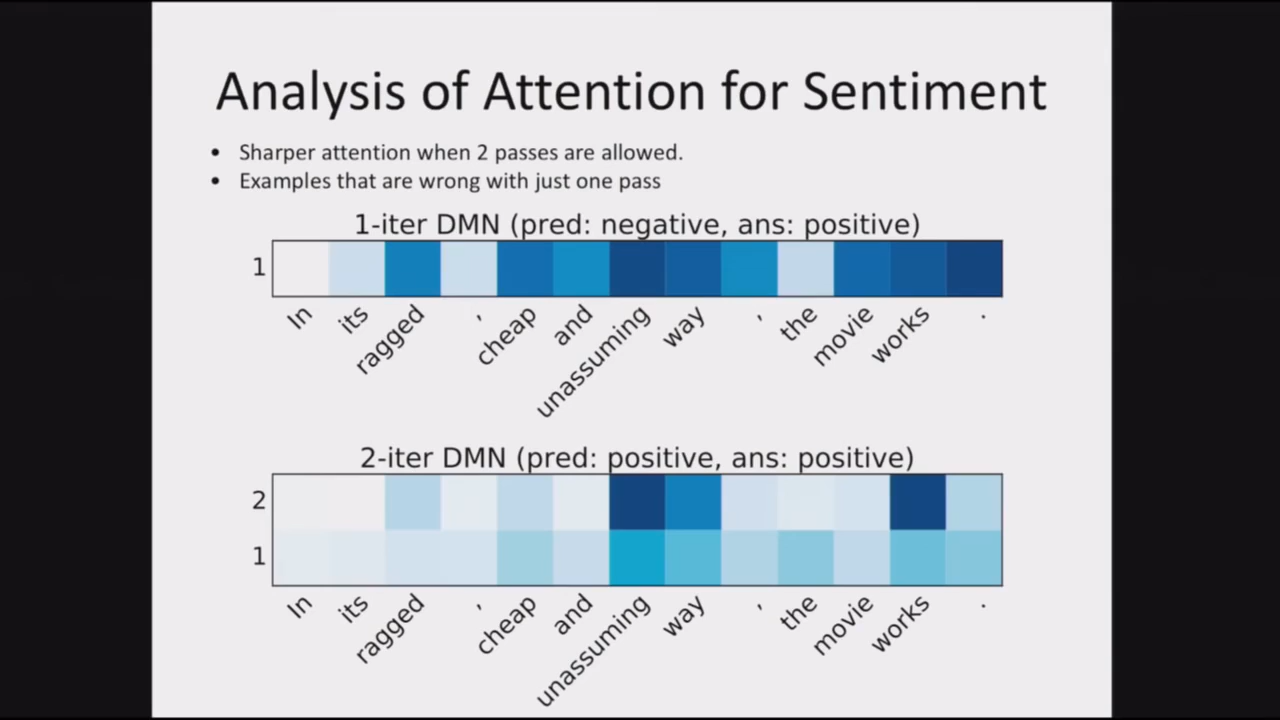 Analysis of Attention for Sentiment
• Sharper attention when 2 passes are allowed.
• Examples that are wrong with just one pass
1-iter DMN (pred: negative, ans: positive)
1
In its ragged , cheap and unassuming way , the movie works .
2-iter DMN (pred: positive, ans: positive)
2
1
In its ragged , cheap and unassuming way , the movie works .